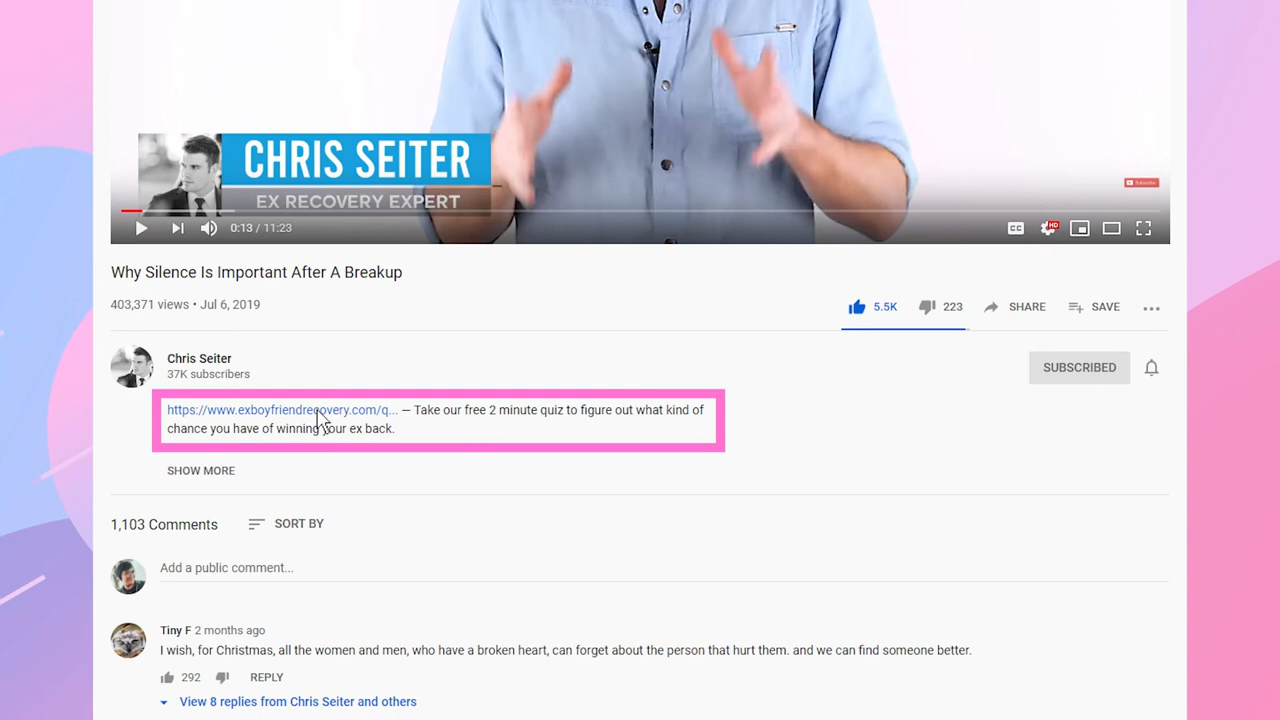 CHRIS SEITER
EX RECOVERY EXPERT
Subscribe
0:13 / 11:23
CC
HD
Why Silence Is Important After A Breakup
403,371 views • Jul 6, 2019
5.5K
223
SHARE
SAVE
Chris Seiter
37K subscribers
SUBSCRIBED
https://www.exboyfriendrecovery.com/q... — Take our free 2 minute quiz to figure out what kind of
chance you have of winning your ex back.
SHOW MORE
1,103 Comments
SORT BY
Add a public comment...
Tiny F 2 months ago
I wish, for Christmas, all the women and men, who have a broken heart, can forget about the person that hurt them. and we can find someone better.
292
REPLY
View 8 replies from Chris Seiter and others